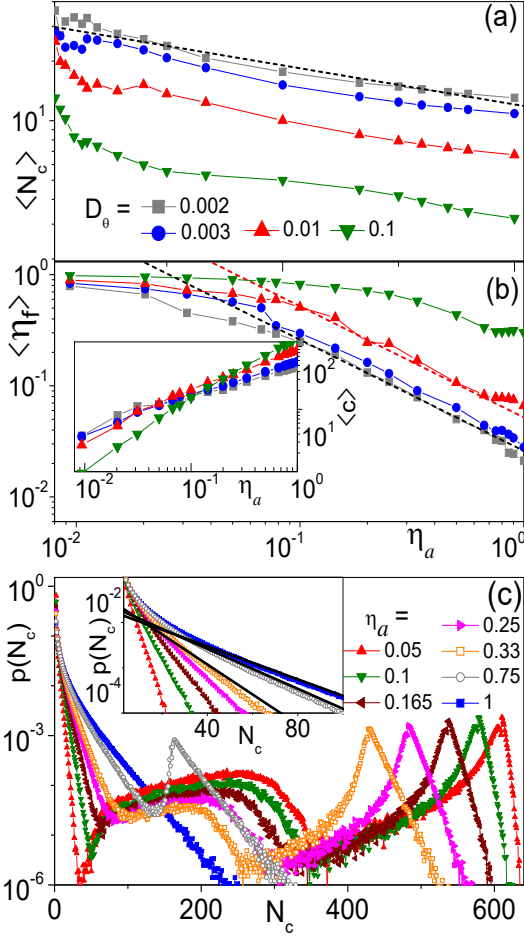 (a)
10¹
⟨N_c⟩
D_θ =
0.002
0.003
0.01
0.1
(b)
10⁰
10⁻¹
10⁻²
⟨η_f⟩
10²
10¹
⟨c⟩
10⁻²
10⁻¹
10⁰
η_a
10⁻²
10⁻¹
10⁰
η_a
(c)
10⁰
10⁻³
10⁻⁶
p(N_c)
10⁻²
10⁻⁴
p(N_c)
40
80
N_c
η_a =
0.05
0.1
0.165
0.25
0.33
0.75
1
0
200
400
600
N_c